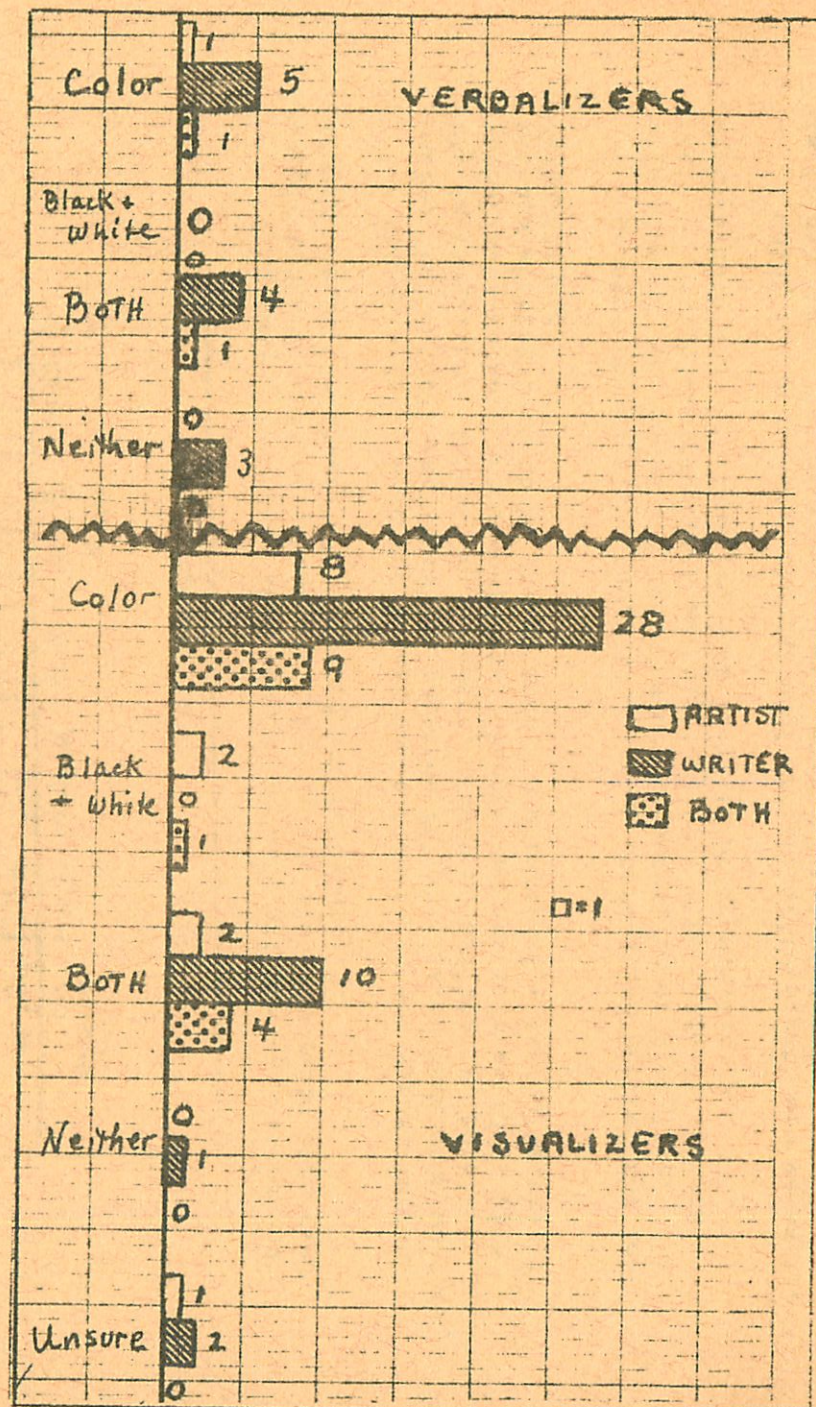 1
Color
5
VERBALIZERS
1
Black +
white
0
0
BOTH
4
1
0
Neither
3
8
Color
28
9
ARTIST
2
WRITER
Black
+ white
0
BOTH
1
□=1
2
BOTH
10
4
0
Neither
1
VISUALIZERS
0
1
Unsure
2
0